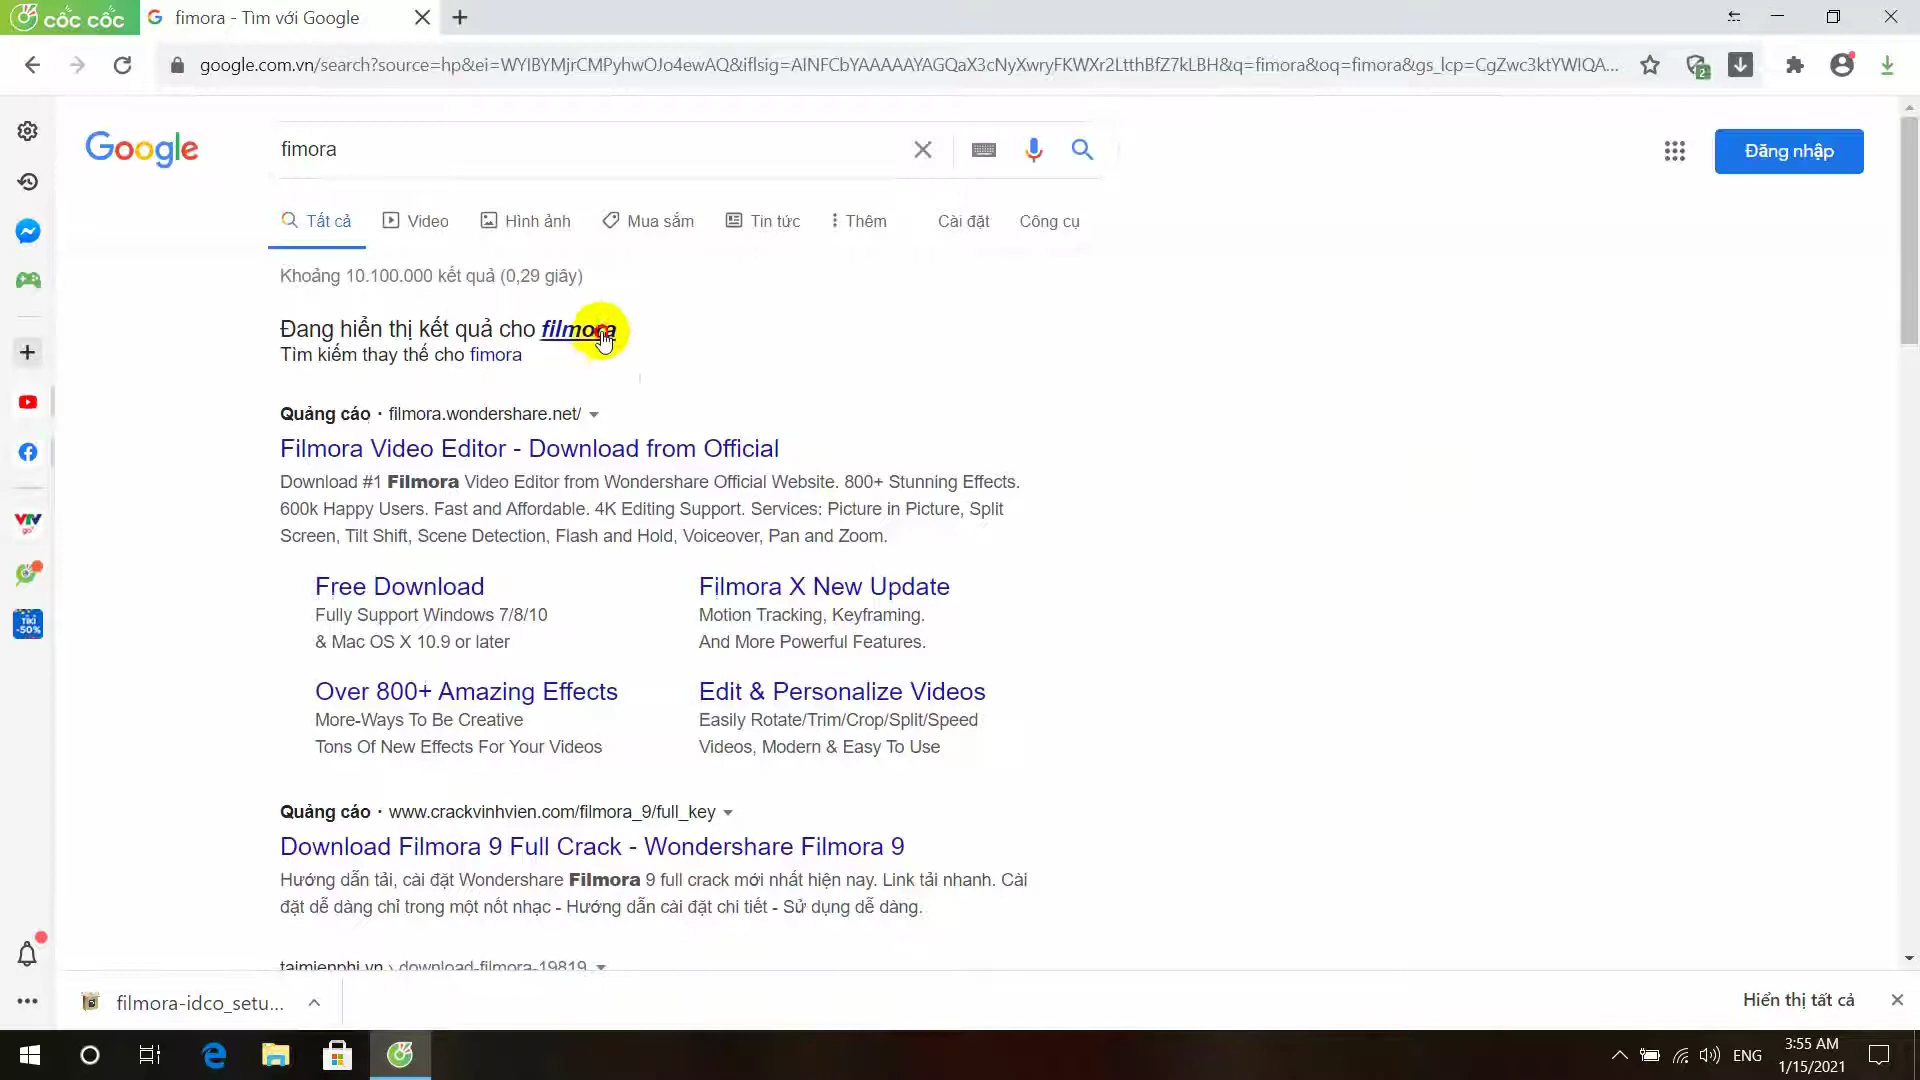 cốc cốc
fimora - Tìm với Google
google.com.vn/search?source=hp&ei=WYIBYMjrCMPyhwOJo4ewAQ&iflsig=AINFCbYAAAAAYAGQaX3cNyXwryFKWXr2LtthBfZ7kLBH&q=fimora&oq=fimora&gs_lcp=CgZwc3ktYWIQA...
2
Google
fimora
Đăng nhập
Tất cả
Video
Hình ảnh
Mua sắm
Tin tức
Thêm
Cài đặt
Công cụ
Khoảng 10.100.000 kết quả (0,29 giây)
Đang hiển thị kết quả cho filmora
Tìm kiếm thay thế cho fimora
Quảng cáo · filmora.wondershare.net/
Filmora Video Editor - Download from Official
Download #1 Filmora Video Editor from Wondershare Official Website. 800+ Stunning Effects.
600k Happy Users. Fast and Affordable. 4K Editing Support. Services: Picture in Picture, Split
Screen, Tilt Shift, Scene Detection, Flash and Hold, Voiceover, Pan and Zoom.
Free Download
Fully Support Windows 7/8/10
& Mac OS X 10.9 or later
Filmora X New Update
Motion Tracking, Keyframing.
And More Powerful Features.
Over 800+ Amazing Effects
More-Ways To Be Creative
Tons Of New Effects For Your Videos
Edit & Personalize Videos
Easily Rotate/Trim/Crop/Split/Speed
Videos, Modern & Easy To Use
Quảng cáo · www.crackvinhvien.com/filmora_9/full_key
Download Filmora 9 Full Crack - Wondershare Filmora 9
Hướng dẫn tải, cài đặt Wondershare Filmora 9 full crack mới nhất hiện nay. Link tải nhanh. Cài
đặt dễ dàng chỉ trong một nốt nhạc - Hướng dẫn cài đặt chi tiết - Sử dụng dễ dàng.
taimienphi.vn › download-filmora-19819
VTV
go
TIKI
-50%
filmora-idco_setu...
Hiển thị tất cả
ENG
3:55 AM
1/15/2021